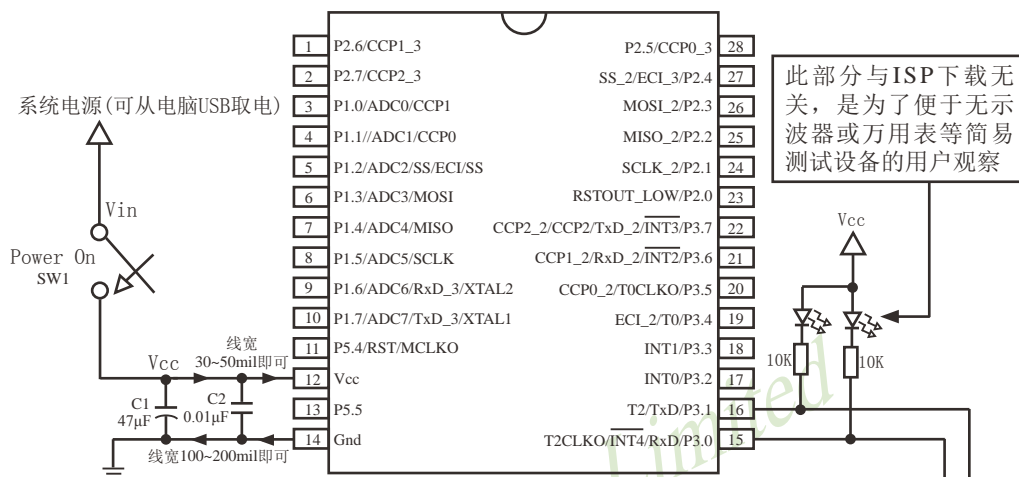 系统电源(可从电脑USB取电)
Vin
Power On
SW1
Vcc
线宽
30~50mil即可
C1
47μF
C2
0.01μF
线宽100~200mil即可
1 P2.6/CCP1_3
2 P2.7/CCP2_3
3 P1.0/ADC0/CCP1
4 P1.1//ADC1/CCP0
5 P1.2/ADC2/SS/ECI/SS
6 P1.3/ADC3/MOSI
7 P1.4/ADC4/MISO
8 P1.5/ADC5/SCLK
9 P1.6/ADC6/RxD_3/XTAL2
10 P1.7/ADC7/TxD_3/XTAL1
11 P5.4/RST/MCLKO
12 Vcc
13 P5.5
14 Gnd
P2.5/CCP0_3 28
SS_2/ECI_3/P2.4 27
MOSI_2/P2.3 26
MISO_2/P2.2 25
SCLK_2/P2.1 24
RSTOUT_LOW/P2.0 23
CCP2_2/CCP2/TxD_2/INT3/P3.7 22
CCP1_2/RxD_2/INT2/P3.6 21
CCP0_2/T0CLKO/P3.5 20
ECI_2/T0/P3.4 19
INT1/P3.3 18
INT0/P3.2 17
T2/TxD/P3.1 16
T2CLKO/INT4/RxD/P3.0 15
此部分与ISP下载无
关，是为了便于无示
波器或万用表等简易
测试设备的用户观察
Vcc
10K
10K
Limited